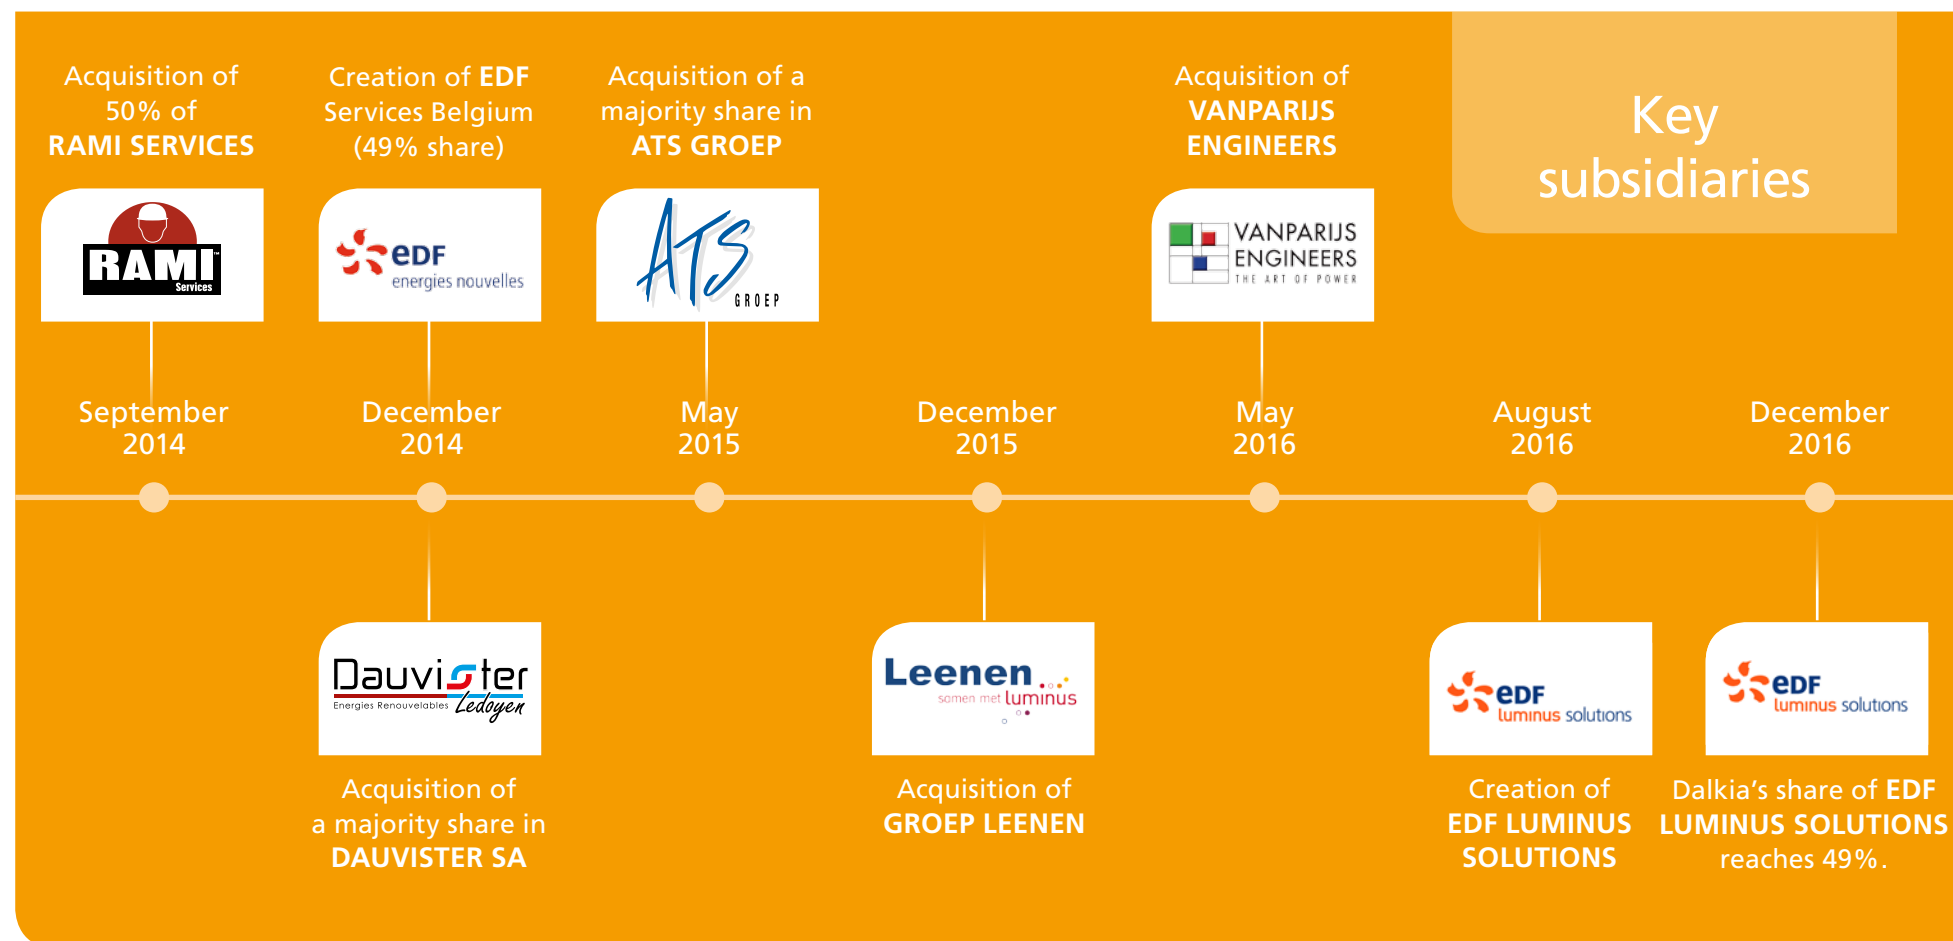 Key
subsidiaries
Acquisition of
50% of
RAMI SERVICES
RAMI™
Services
September
2014
Creation of EDF
Services Belgium
(49% share)
eDF
energies nouvelles
December
2014
Dauvister
Energies Renouvelables Ledoyen
Acquisition of
a majority share in
DAUVISTER SA
Acquisition of a
majority share in
ATS GROEP
ATS
GROEP
May
2015
December
2015
Leenen
samen met luminus
Acquisition of
GROEP LEENEN
Acquisition of
VANPARIJS
ENGINEERS
VANPARIJS
ENGINEERS
THE ART OF POWER
May
2016
August
2016
eDF
luminus solutions
Creation of
EDF LUMINUS
SOLUTIONS
December
2016
eDF
luminus solutions
Dalkia’s share of EDF
LUMINUS SOLUTIONS
reaches 49%.